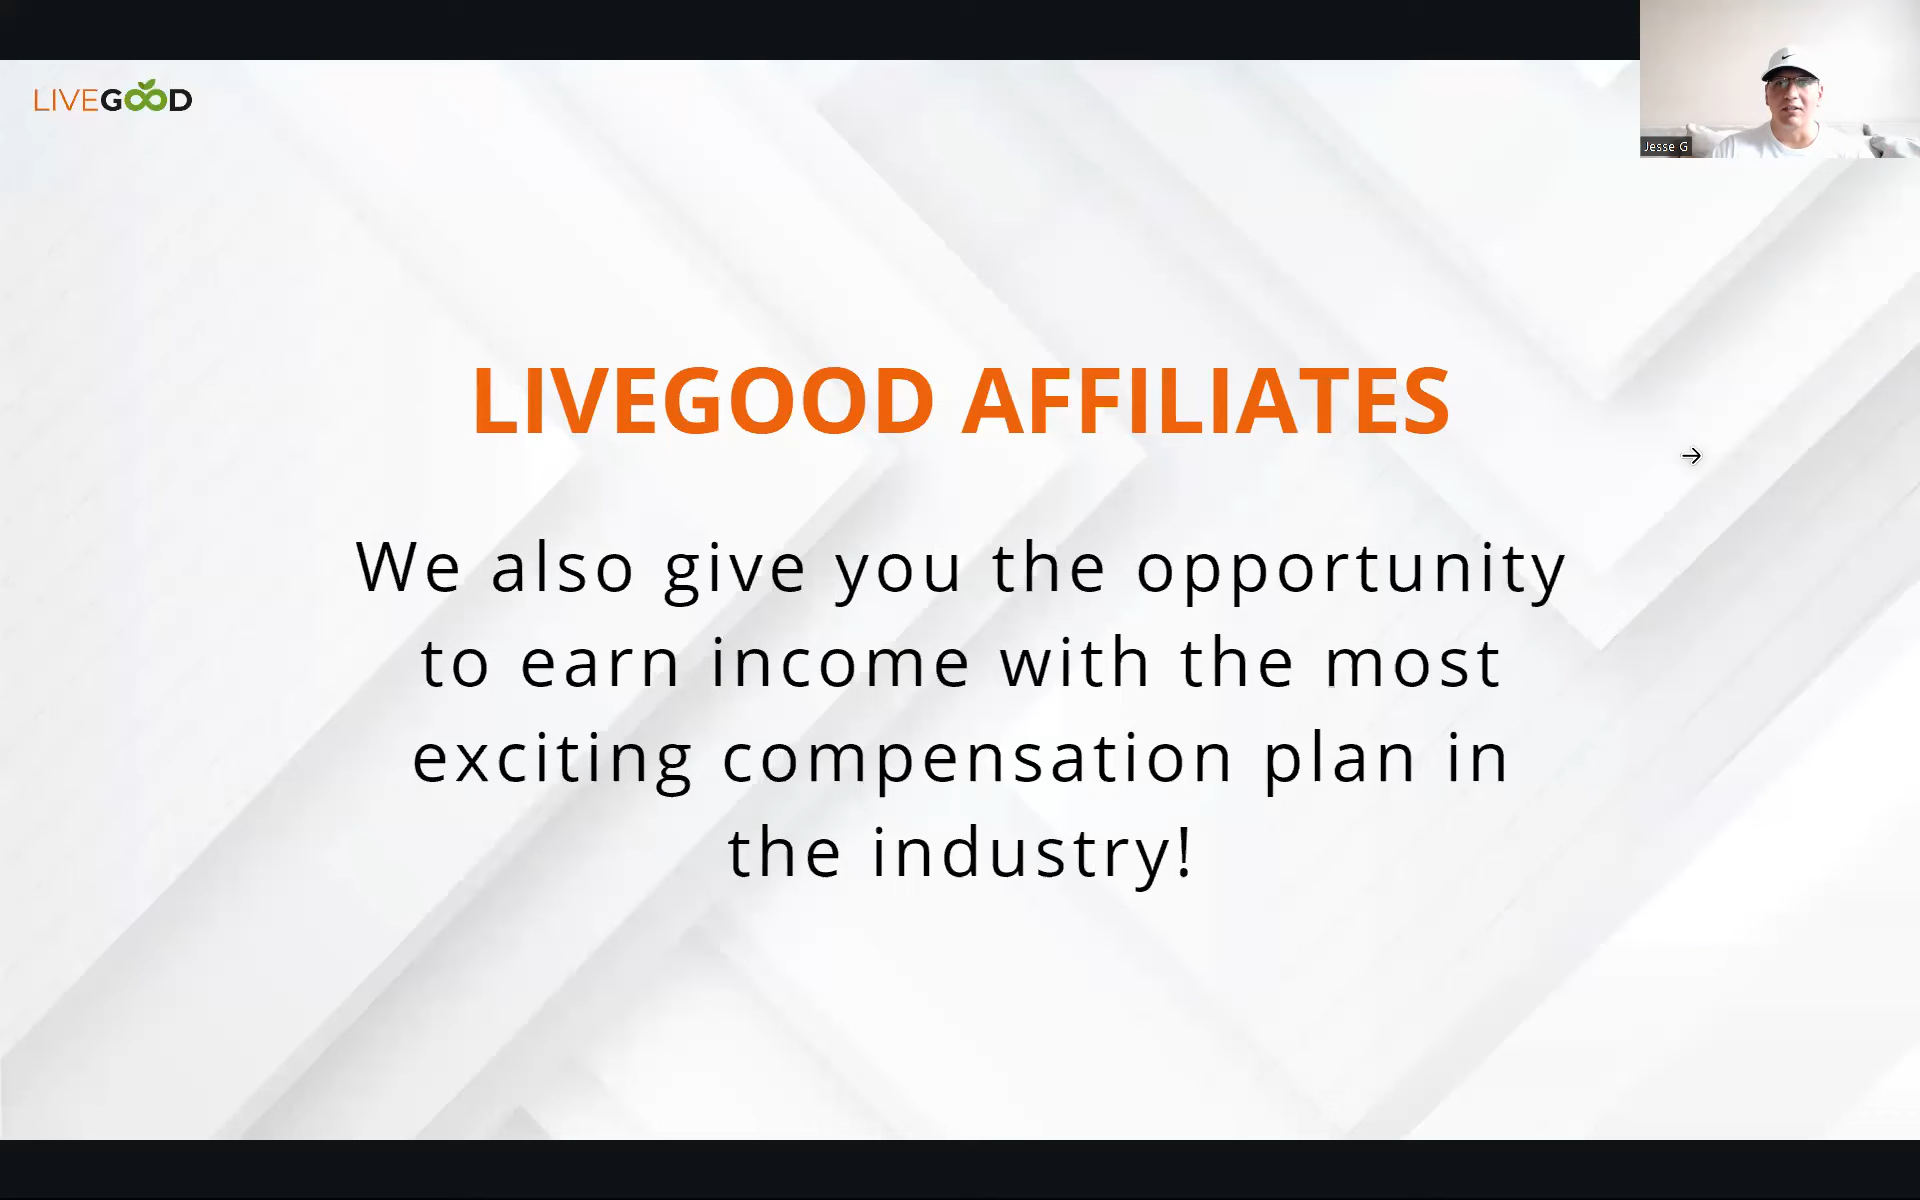 LIVEGOOD
Jesse G
LIVEGOOD AFFILIATES
We also give you the opportunity
to earn income with the most
exciting compensation plan in
the industry!